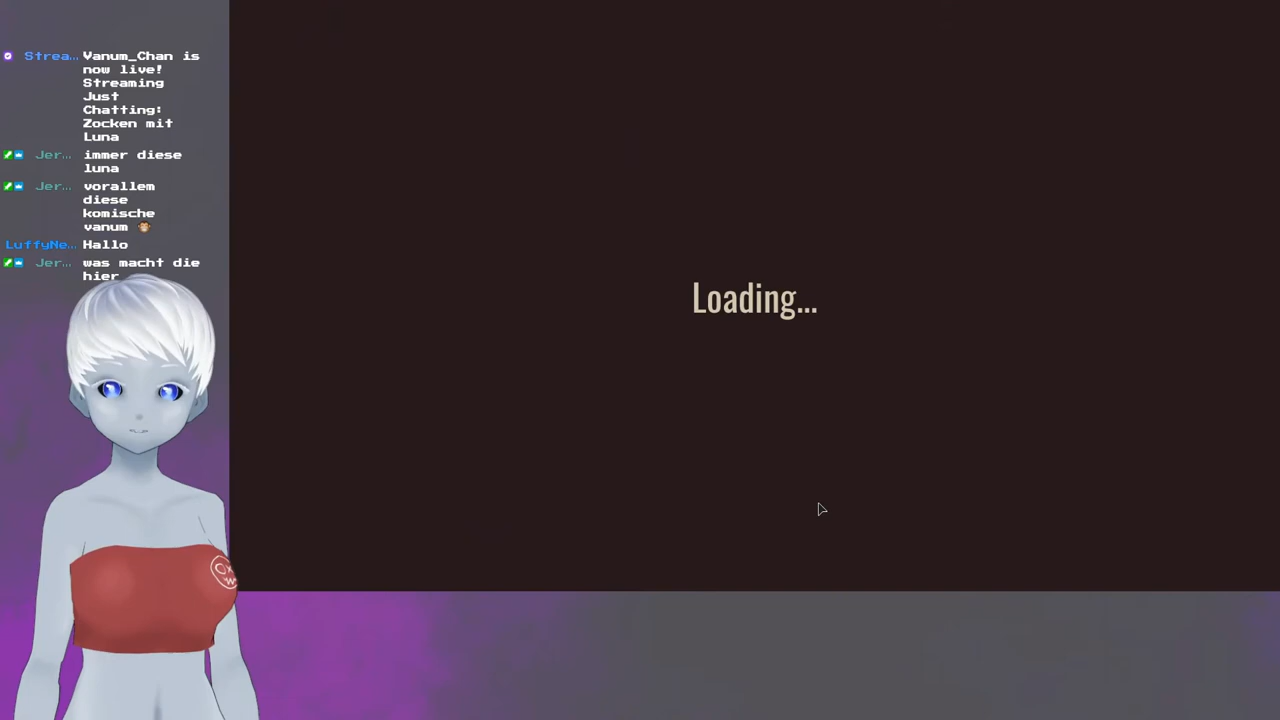 Strea... Vanum_Chan is
now live!
Streaming
Just
Chatting:
Zocken mit
Luna
Jer... immer diese
luna
Jer... vorallem
diese
komische
vanum
LuffyNe... Hallo
Jer... was macht die
hier
Loading...